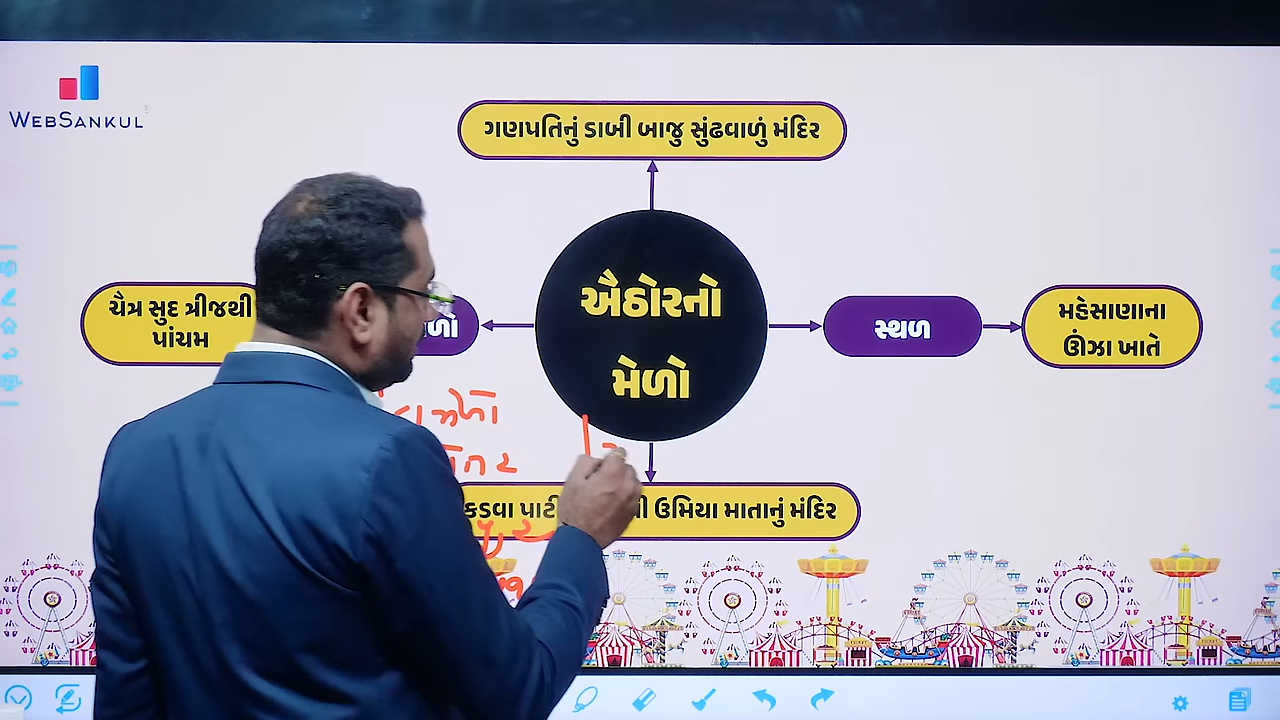 WEBSANKUL
ગણપતિનું ડાબી બાજુ સુંઢવાળું મંદિર
ઐઠોરનો
મેળો
ચૈત્ર સુદ ત્રીજથી
પાંચમ
સ્થળ
મહેસાણાના
ઊંઝા ખાતે
કડવા પાટી
ઉમિયા માતાનું મંદિર